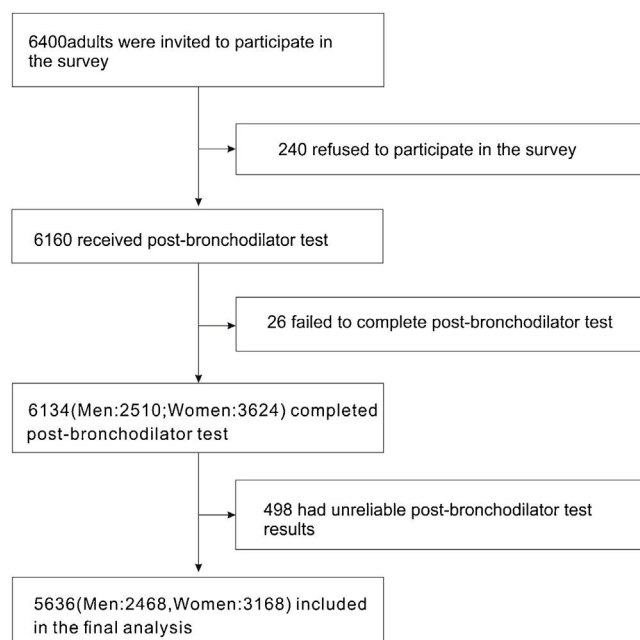 6400adults were invited to participate in
the survey
240 refused to participate in the survey
6160 received post-bronchodilator test
26 failed to complete post-bronchodilator test
6134(Men:2510;Women:3624) completed
post-bronchodilator test
498 had unreliable post-bronchodilator test
results
5636(Men:2468,Women:3168) included
in the final analysis